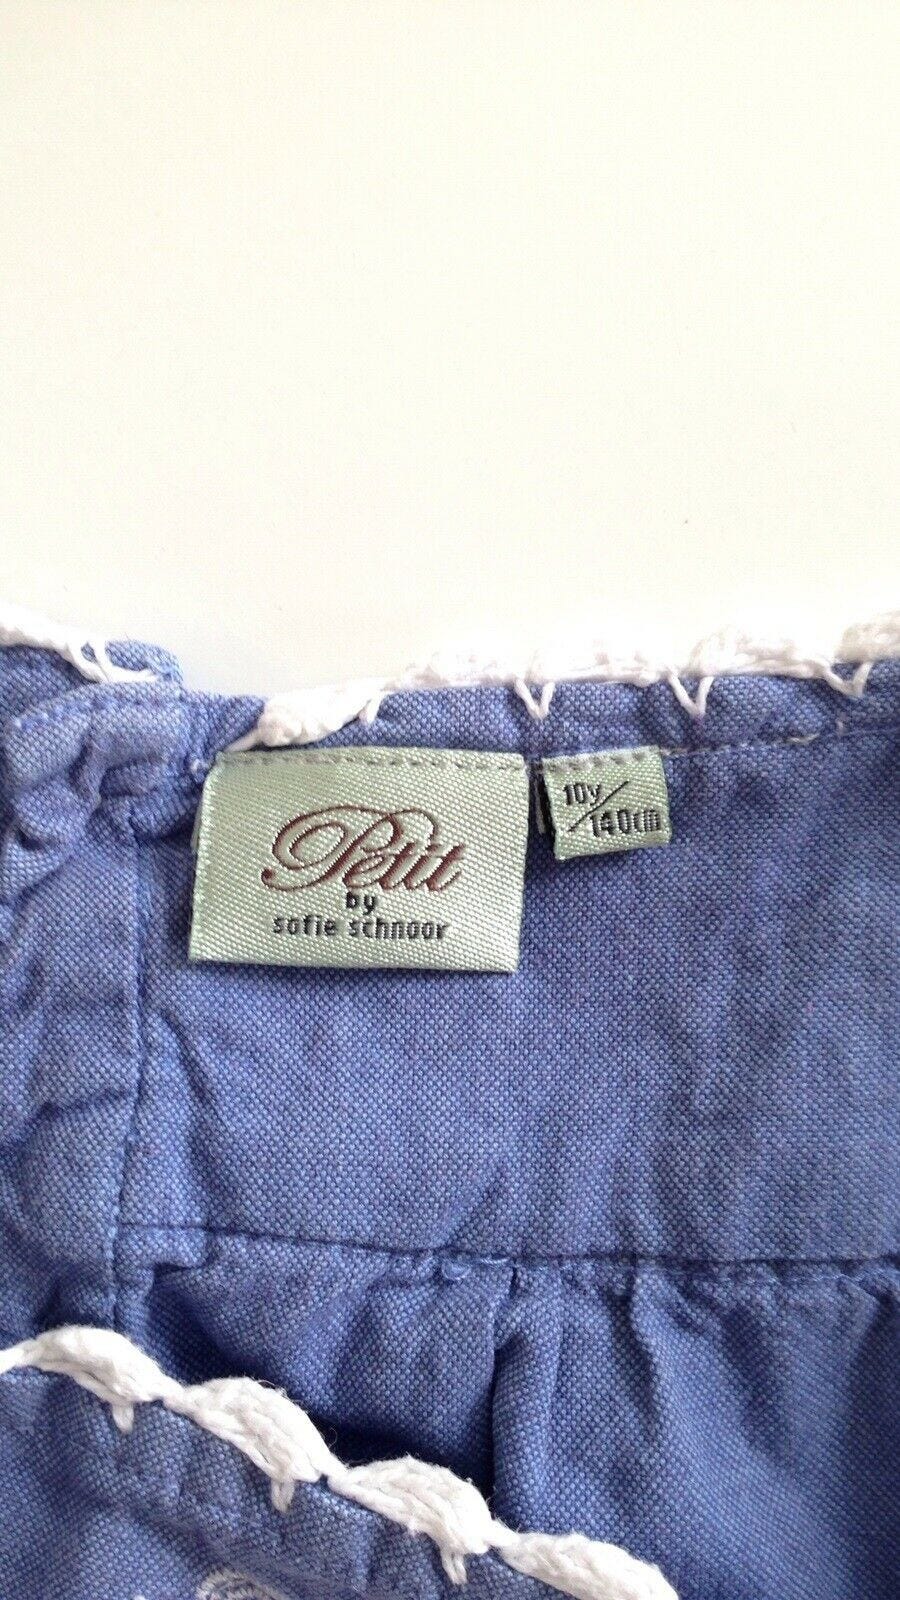 Petit
by
sofie schnoor
10y/
140cm